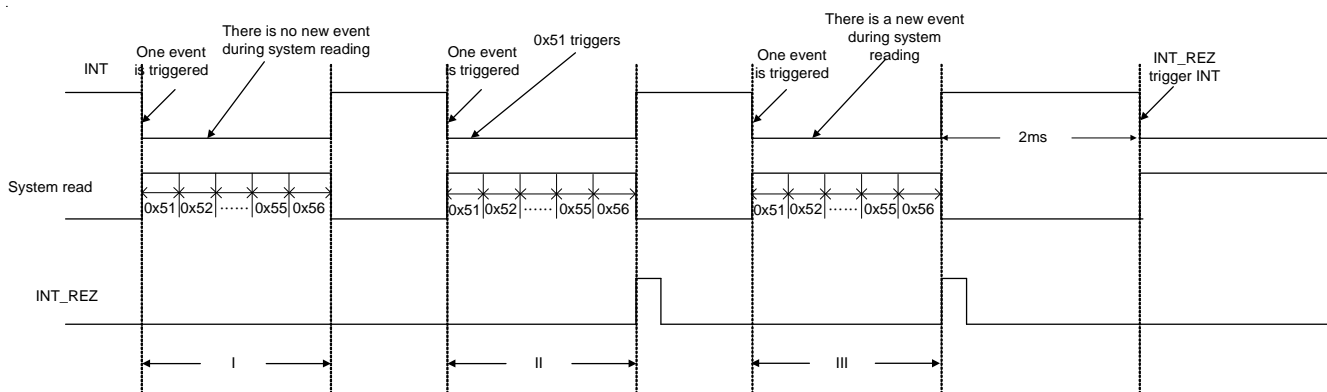 One event
is triggered
There is no new event
during system reading
One event
is triggered
0x51 triggers
One event
is triggered
There is a new event
during system
reading
INT_REZ
trigger INT
INT
2ms
System read
0x51 0x52 ······ 0x55 0x56
0x51 0x52 ······ 0x55 0x56
0x51 0x52 ······ 0x55 0x56
INT_REZ
I
II
III